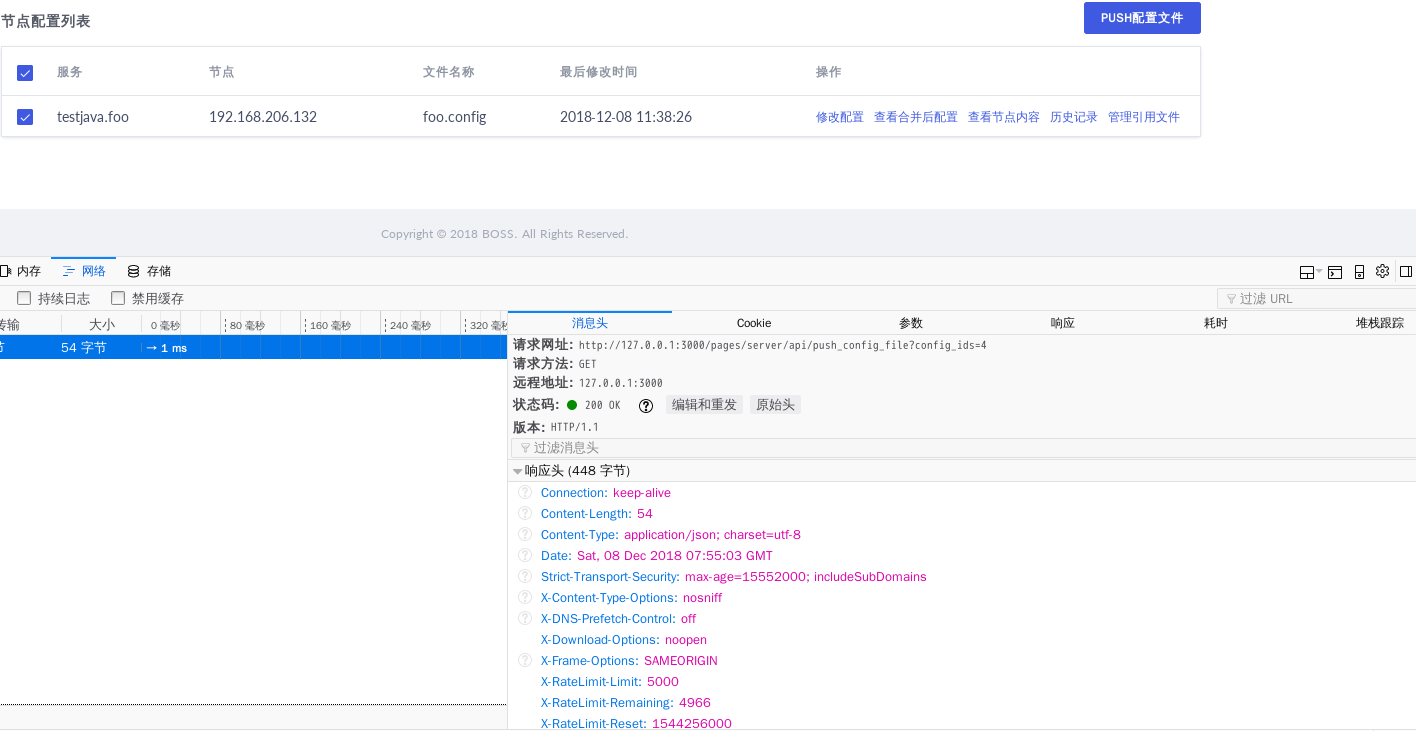 节点配置列表
PUSH配置文件
服务 节点 文件名称 最后修改时间 操作
testjava.foo 192.168.206.132 foo.config 2018-12-08 11:38:26 修改配置 查看合并后配置 查看节点内容 历史记录 管理引用文件
Copyright © 2018 BOSS. All Rights Reserved.
内存 网络 存储
持续日志 禁用缓存 过滤 URL
传输 大小 0 毫秒 80 毫秒 160 毫秒 240 毫秒 320 毫秒
节 54 字节 → 1 ms
消息头 Cookie 参数 响应 耗时 堆栈跟踪
请求网址: http://127.0.0.1:3000/pages/server/api/push_config_file?config_ids=4
请求方法: GET
远程地址: 127.0.0.1:3000
状态码: 200 OK ? 编辑和重发 原始头
版本: HTTP/1.1
过滤消息头
响应头 (448 字节)
Connection: keep-alive
Content-Length: 54
Content-Type: application/json; charset=utf-8
Date: Sat, 08 Dec 2018 07:55:03 GMT
Strict-Transport-Security: max-age=15552000; includeSubDomains
X-Content-Type-Options: nosniff
X-DNS-Prefetch-Control: off
X-Download-Options: noopen
X-Frame-Options: SAMEORIGIN
X-RateLimit-Limit: 5000
X-RateLimit-Remaining: 4966
X-RateLimit-Reset: 1544256000